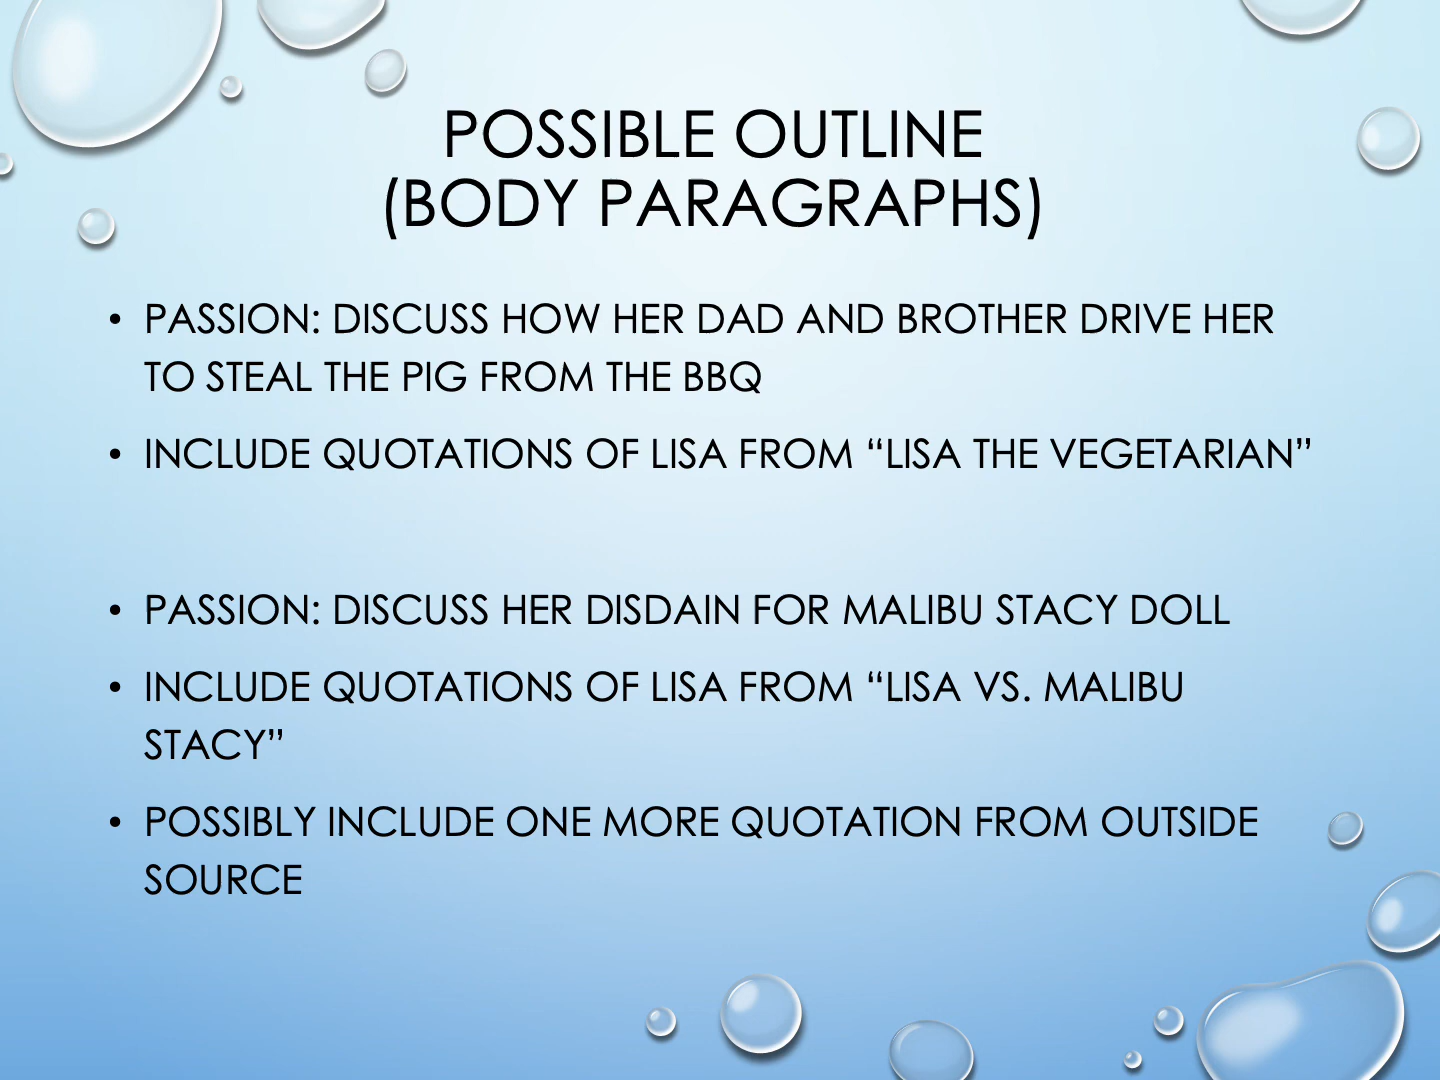 POSSIBLE OUTLINE
(BODY PARAGRAPHS)
• PASSION: DISCUSS HOW HER DAD AND BROTHER DRIVE HER
TO STEAL THE PIG FROM THE BBQ
• INCLUDE QUOTATIONS OF LISA FROM “LISA THE VEGETARIAN”
• PASSION: DISCUSS HER DISDAIN FOR MALIBU STACY DOLL
• INCLUDE QUOTATIONS OF LISA FROM “LISA VS. MALIBU
STACY”
• POSSIBLY INCLUDE ONE MORE QUOTATION FROM OUTSIDE
SOURCE